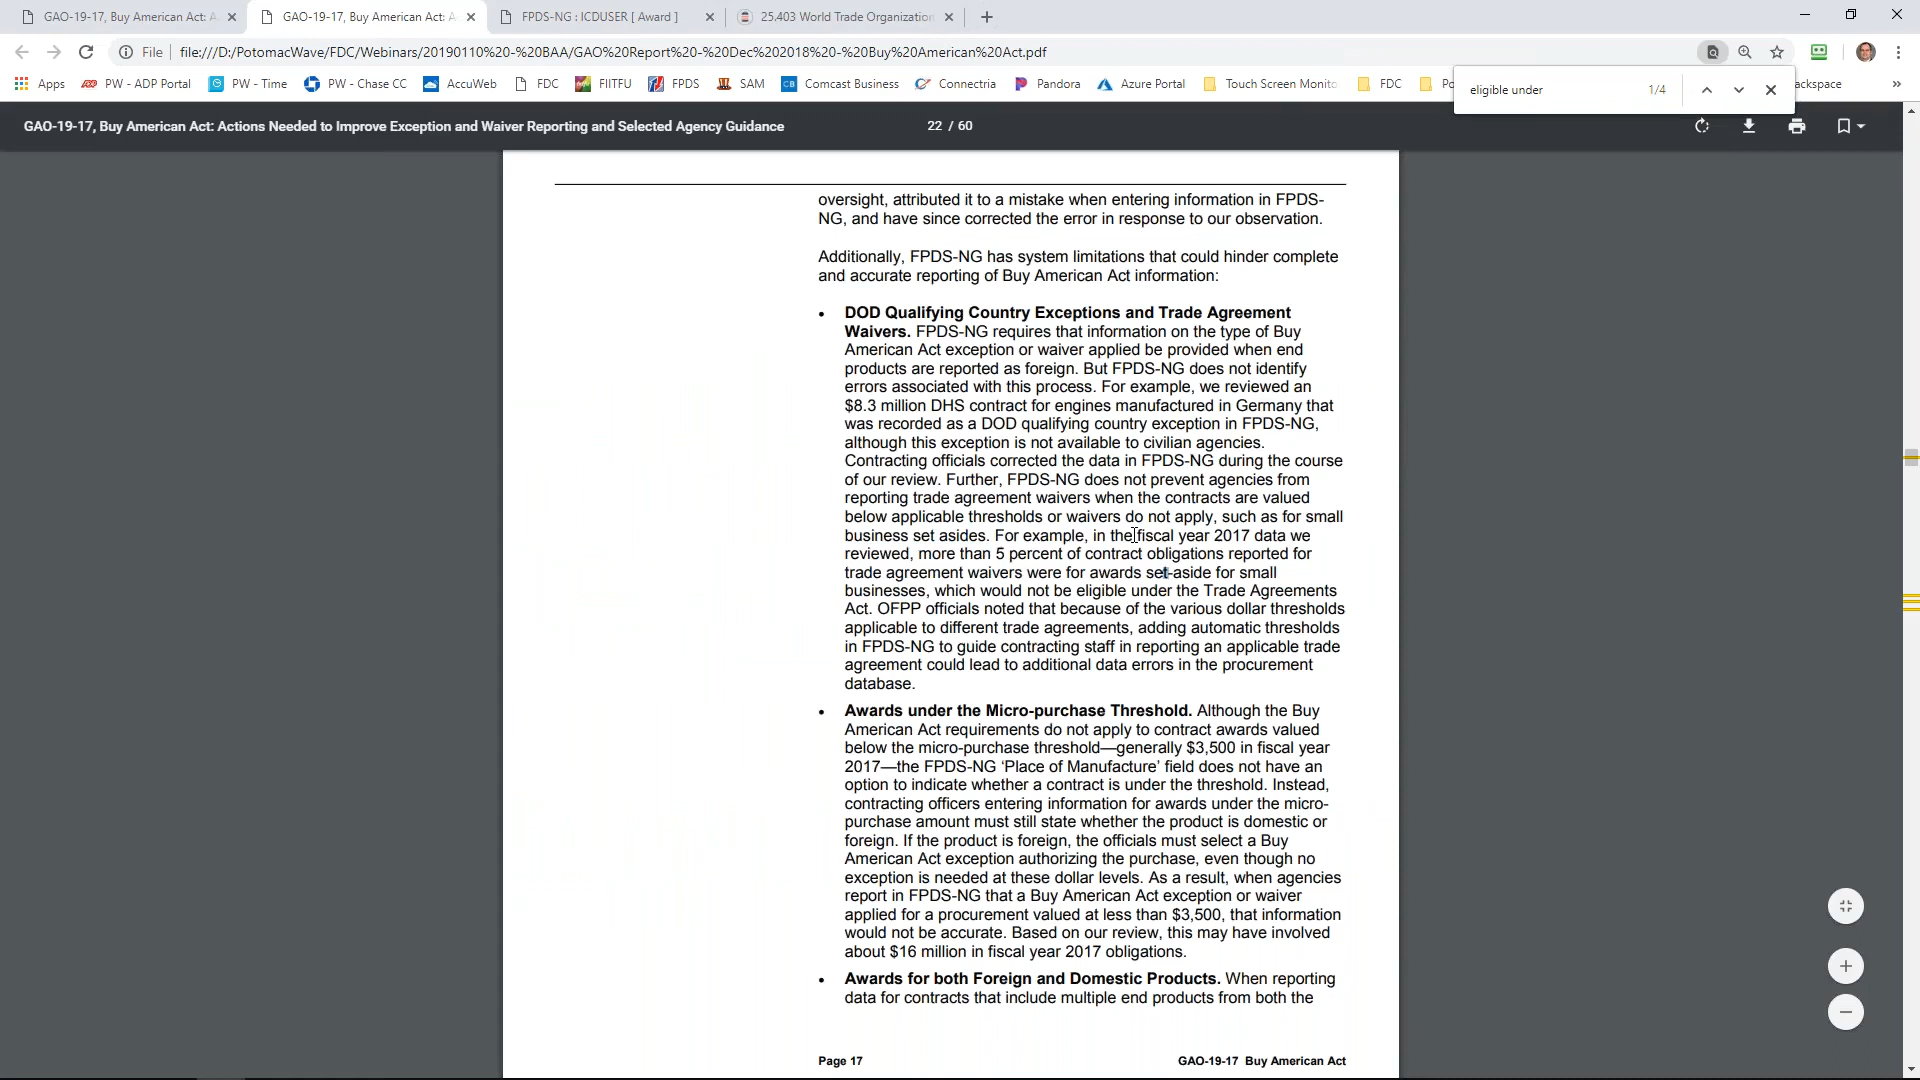 GAO-19-17, Buy American Act: A
GAO-19-17, Buy American Act: A
FPDS-NG : ICDUSER [ Award ]
25.403 World Trade Organization
File
file:///D:/PotomacWave/FDC/Webinars/20190110%20-%20BAA/GAO%20Report%20-%20Dec%202018%20-%20Buy%20American%20Act.pdf
Apps
PW - ADP Portal
PW - Time
PW - Chase CC
AccuWeb
FDC
FIITFU
FPDS
SAM
Comcast Business
Connectria
Pandora
Azure Portal
Touch Screen Monito
FDC
ackspace
eligible under
1/4
GAO-19-17, Buy American Act: Actions Needed to Improve Exception and Waiver Reporting and Selected Agency Guidance
22 / 60
oversight, attributed it to a mistake when entering information in FPDS-
NG, and have since corrected the error in response to our observation.
Additionally, FPDS-NG has system limitations that could hinder complete
and accurate reporting of Buy American Act information:
• DOD Qualifying Country Exceptions and Trade Agreement
Waivers. FPDS-NG requires that information on the type of Buy
American Act exception or waiver applied be provided when end
products are reported as foreign. But FPDS-NG does not identify
errors associated with this process. For example, we reviewed an
$8.3 million DHS contract for engines manufactured in Germany that
was recorded as a DOD qualifying country exception in FPDS-NG,
although this exception is not available to civilian agencies.
Contracting officials corrected the data in FPDS-NG during the course
of our review. Further, FPDS-NG does not prevent agencies from
reporting trade agreement waivers when the contracts are valued
below applicable thresholds or waivers do not apply, such as for small
business set asides. For example, in the fiscal year 2017 data we
reviewed, more than 5 percent of contract obligations reported for
trade agreement waivers were for awards set-aside for small
businesses, which would not be eligible under the Trade Agreements
Act. OFPP officials noted that because of the various dollar thresholds
applicable to different trade agreements, adding automatic thresholds
in FPDS-NG to guide contracting staff in reporting an applicable trade
agreement could lead to additional data errors in the procurement
database.
• Awards under the Micro-purchase Threshold. Although the Buy
American Act requirements do not apply to contract awards valued
below the micro-purchase threshold—generally $3,500 in fiscal year
2017—the FPDS-NG ‘Place of Manufacture’ field does not have an
option to indicate whether a contract is under the threshold. Instead,
contracting officers entering information for awards under the micro-
purchase amount must still state whether the product is domestic or
foreign. If the product is foreign, the officials must select a Buy
American Act exception authorizing the purchase, even though no
exception is needed at these dollar levels. As a result, when agencies
report in FPDS-NG that a Buy American Act exception or waiver
applied for a procurement valued at less than $3,500, that information
would not be accurate. Based on our review, this may have involved
about $16 million in fiscal year 2017 obligations.
• Awards for both Foreign and Domestic Products. When reporting
data for contracts that include multiple end products from both the
Page 17
GAO-19-17 Buy American Act